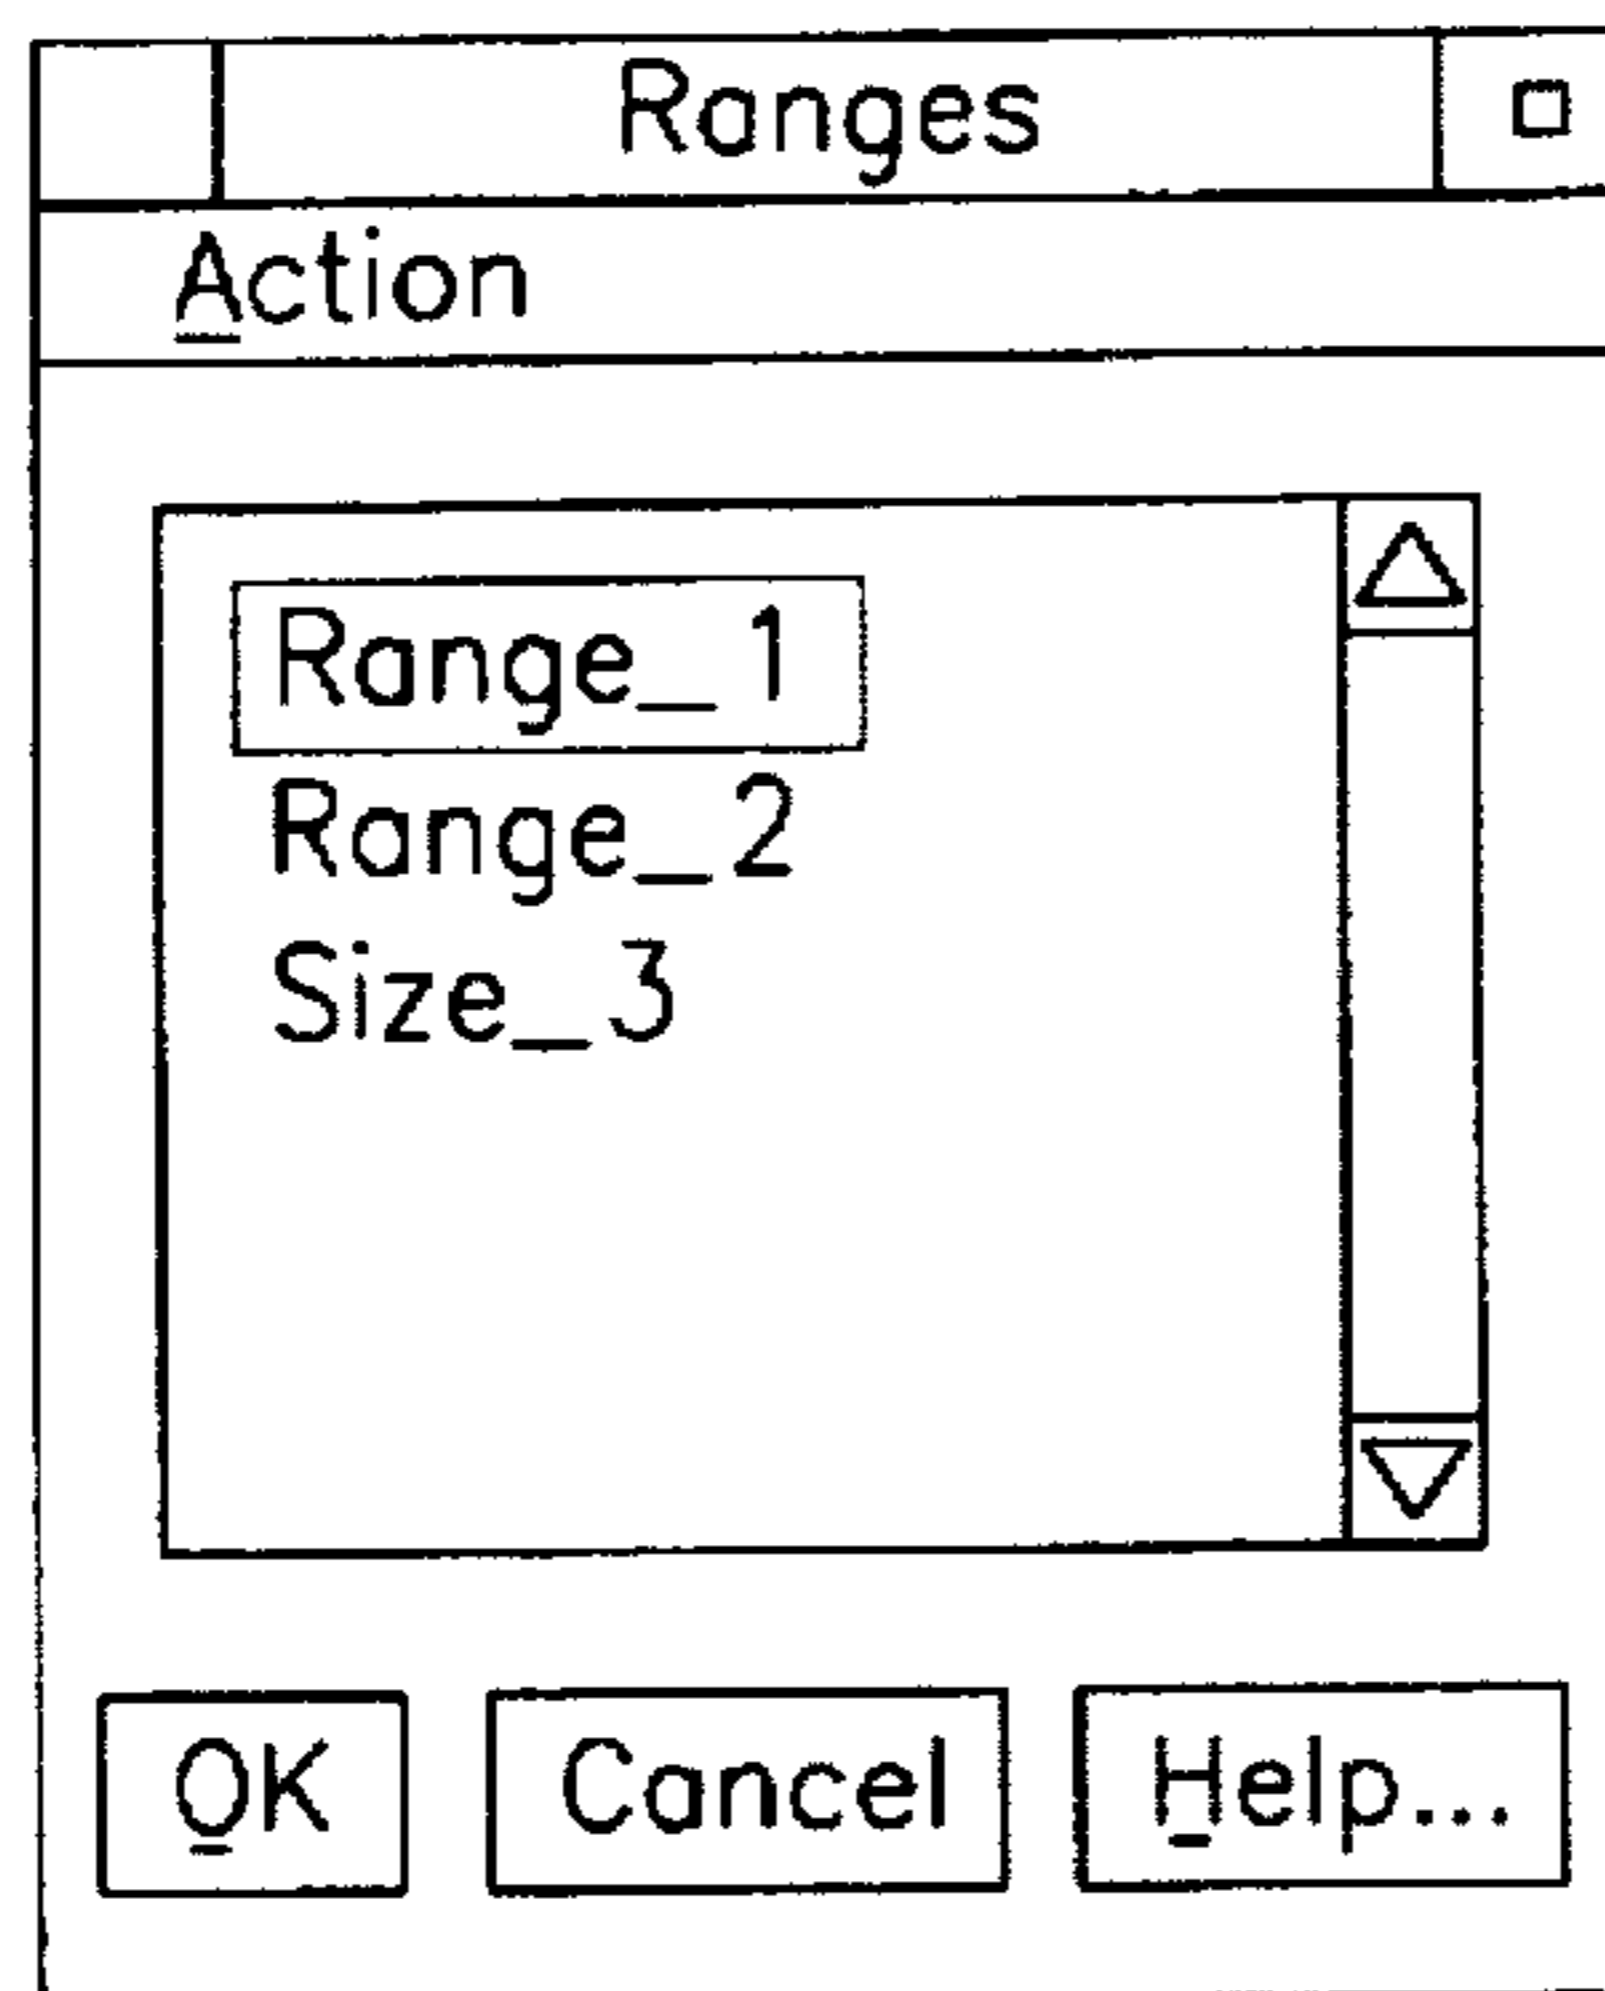 Ranges
Action
Range_1
Range_2
Size_3
OK Cancel Help...